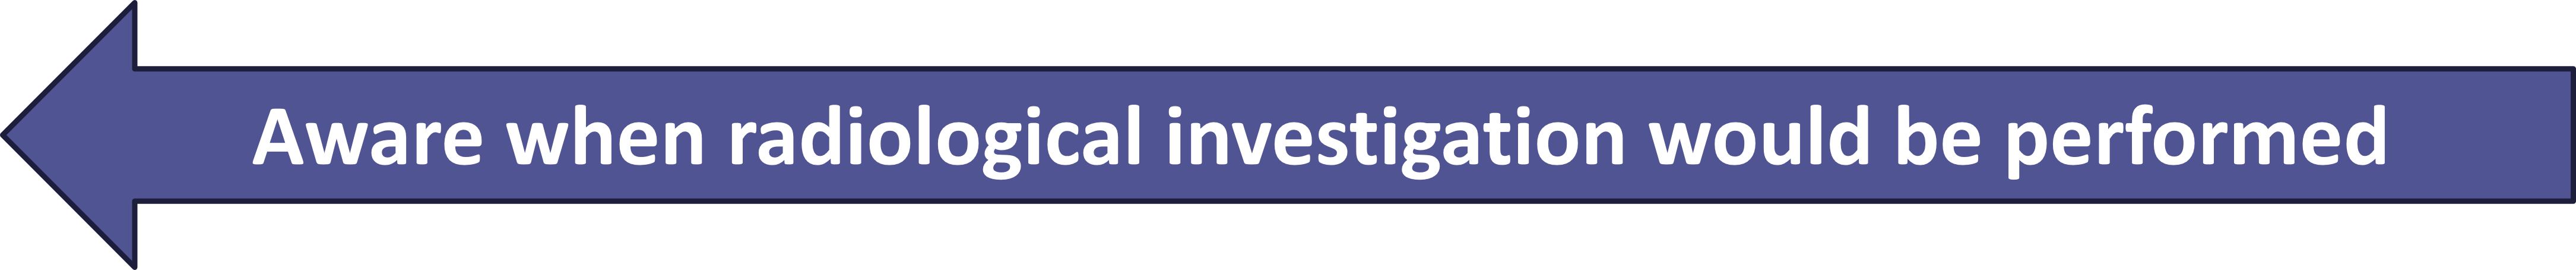 Aware when radiological investigation would be performed